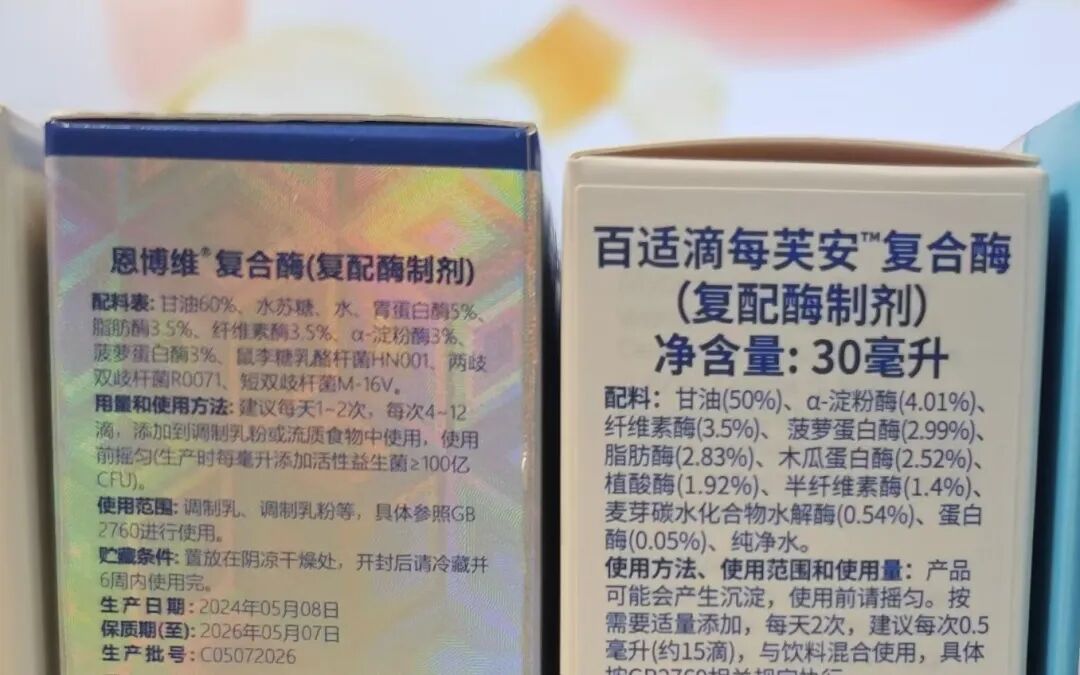 恩博维®复合酶(复配酶制剂)
配料表: 甘油60%、水苏糖、水、胃蛋白酶5%、
脂肪酶3.5%、纤维素酶3.5%、α-淀粉酶3%、
菠萝蛋白酶3%、鼠李糖乳酪杆菌HN001、两歧
双歧杆菌R0071、短双歧杆菌M-16V。
用量和使用方法: 建议每天1~2次，每次4~12
滴，添加到调制乳粉或流质食物中使用，使用
前摇匀(生产时每毫升添加活性益生菌≥100亿
CFU)。
使用范围: 调制乳、调制乳粉等，具体参照GB
2760进行使用。
贮藏条件: 置放在阴凉干燥处，开封后请冷藏并
6周内使用完。
生产日期: 2024年05月08日
保质期(至): 2026年05月07日
生产批号: C05072026
百适滴每芙安™复合酶
(复配酶制剂)
净含量: 30毫升
配料：甘油(50%)、α-淀粉酶(4.01%)、
纤维素酶(3.5%)、菠萝蛋白酶(2.99%)、
脂肪酶(2.83%)、木瓜蛋白酶(2.52%)、
植酸酶(1.92%)、半纤维素酶(1.4%)、
麦芽碳水化合物水解酶(0.54%)、蛋白
酶(0.05%)、纯净水。
使用方法、使用范围和使用量：产品
可能会产生沉淀，使用前请摇匀。按
需要适量添加，每天2次，建议每次0.5
毫升(约15滴)，与饮料混合使用，具体
按GB2760相关规定执行